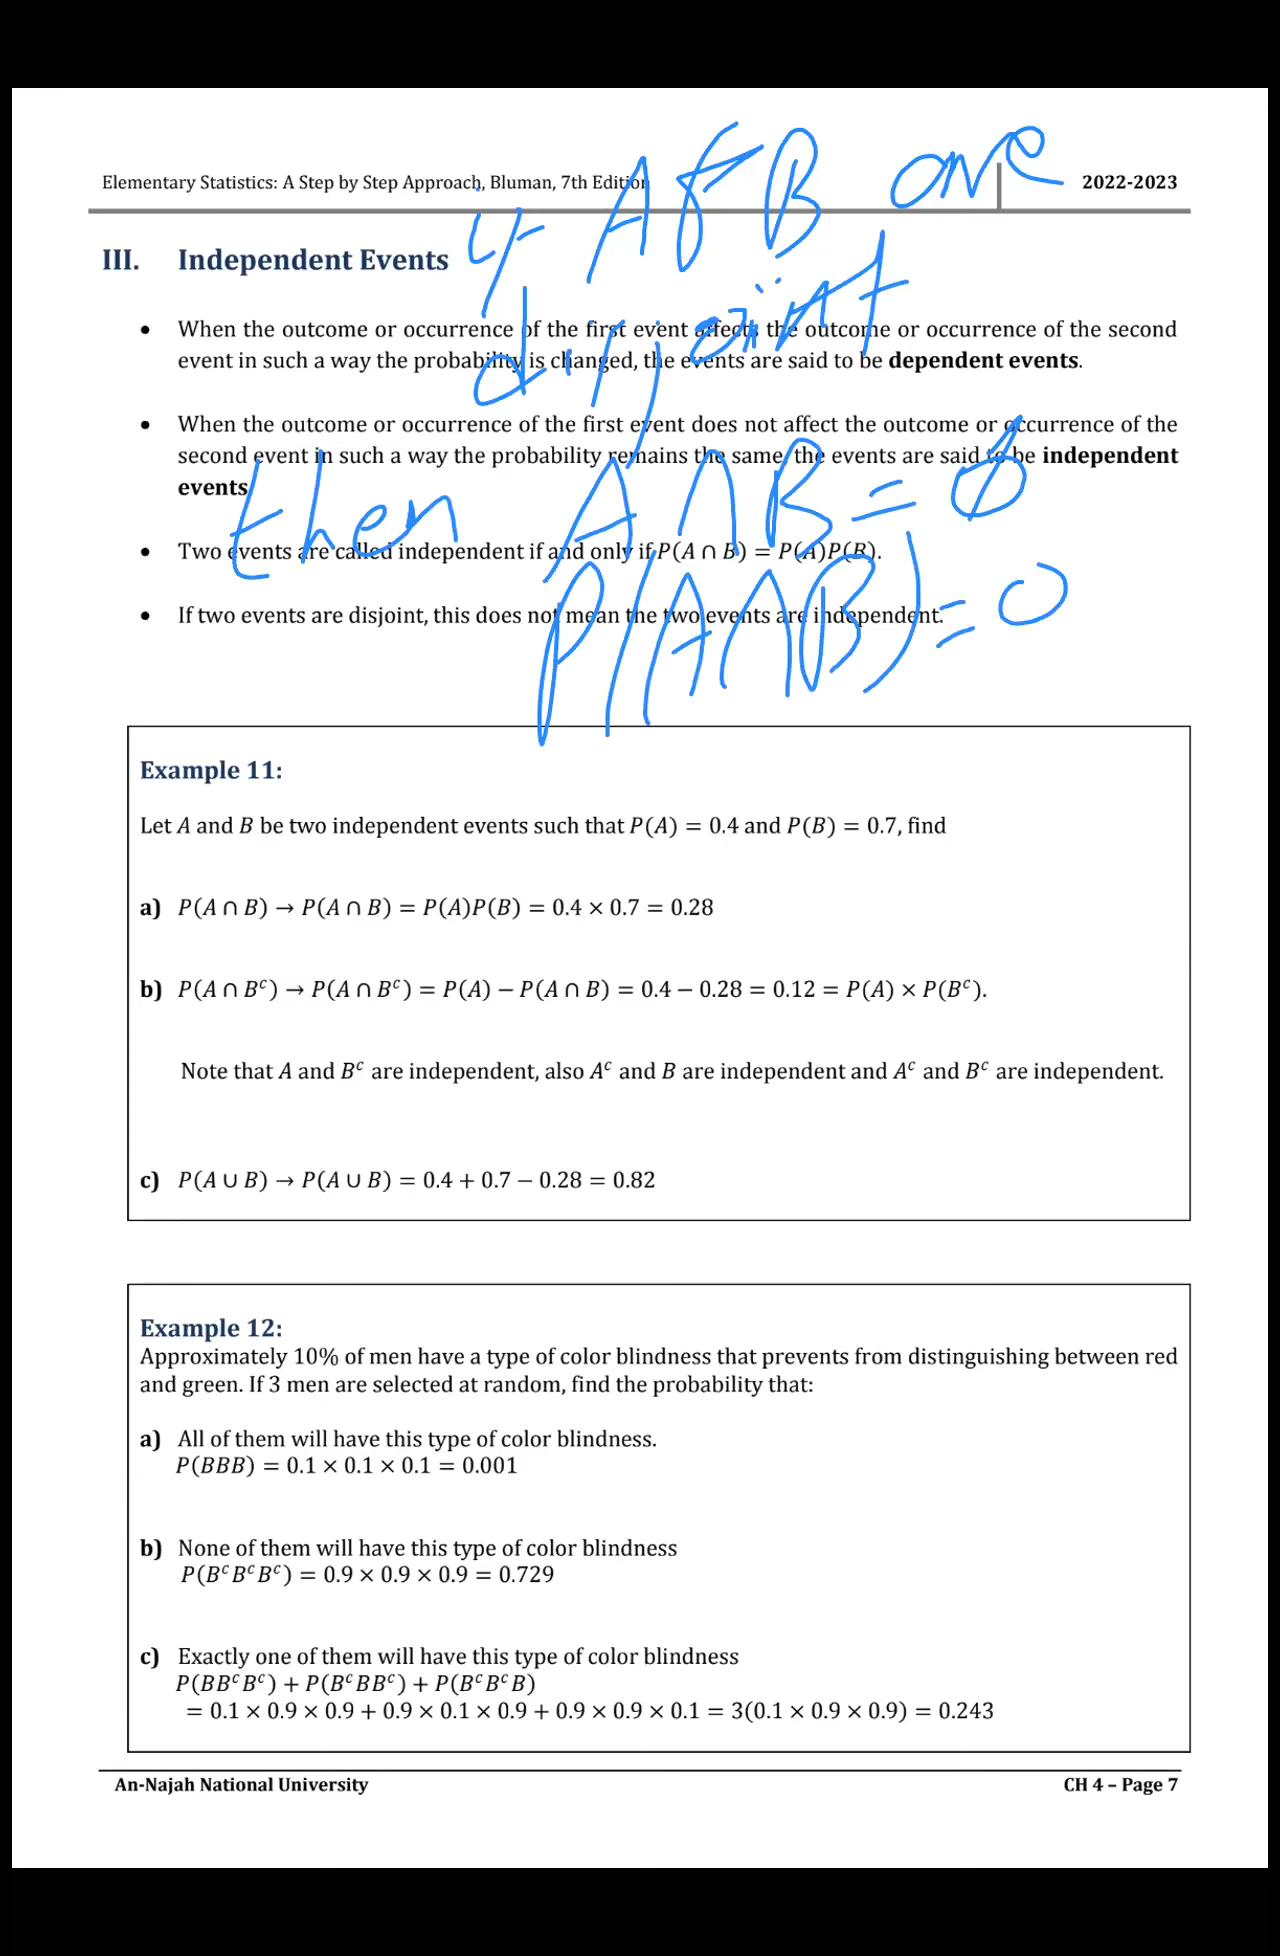 Elementary Statistics: A Step by Step Approach, Bluman, 7th Edition 2022-2023
if A & B are
disjoint
then A ∩ B = ∅
P(A ∩ B) = 0
III. Independent Events
• When the outcome or occurrence of the first event affects the outcome or occurrence of the second
event in such a way the probability is changed, the events are said to be dependent events.
• When the outcome or occurrence of the first event does not affect the outcome or occurrence of the
second event in such a way the probability remains the same, the events are said to be independent
events
• Two events are called independent if and only if P(A ∩ B) = P(A)P(B).
• If two events are disjoint, this does not mean the two events are independent.
Example 11:
Let A and B be two independent events such that P(A) = 0.4 and P(B) = 0.7, find
a) P(A ∩ B) → P(A ∩ B) = P(A)P(B) = 0.4 × 0.7 = 0.28
b) P(A ∩ Bᶜ) → P(A ∩ Bᶜ) = P(A) − P(A ∩ B) = 0.4 − 0.28 = 0.12 = P(A) × P(Bᶜ).
Note that A and Bᶜ are independent, also Aᶜ and B are independent and Aᶜ and Bᶜ are independent.
c) P(A ∪ B) → P(A ∪ B) = 0.4 + 0.7 − 0.28 = 0.82
Example 12:
Approximately 10% of men have a type of color blindness that prevents from distinguishing between red
and green. If 3 men are selected at random, find the probability that:
a) All of them will have this type of color blindness.
P(BBB) = 0.1 × 0.1 × 0.1 = 0.001
b) None of them will have this type of color blindness
P(BᶜBᶜBᶜ) = 0.9 × 0.9 × 0.9 = 0.729
c) Exactly one of them will have this type of color blindness
P(BBᶜBᶜ) + P(BᶜBBᶜ) + P(BᶜBᶜB)
= 0.1 × 0.9 × 0.9 + 0.9 × 0.1 × 0.9 + 0.9 × 0.9 × 0.1 = 3(0.1 × 0.9 × 0.9) = 0.243
An-Najah National University CH 4 – Page 7